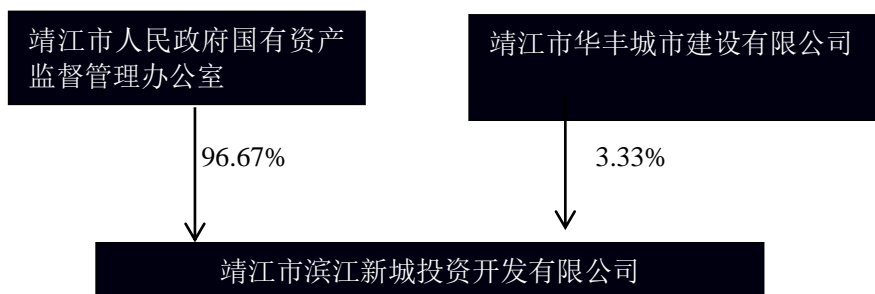 靖江市人民政府国有资产
监督管理办公室
靖江市华丰城市建设有限公司
96.67%
3.33%
靖江市滨江新城投资开发有限公司